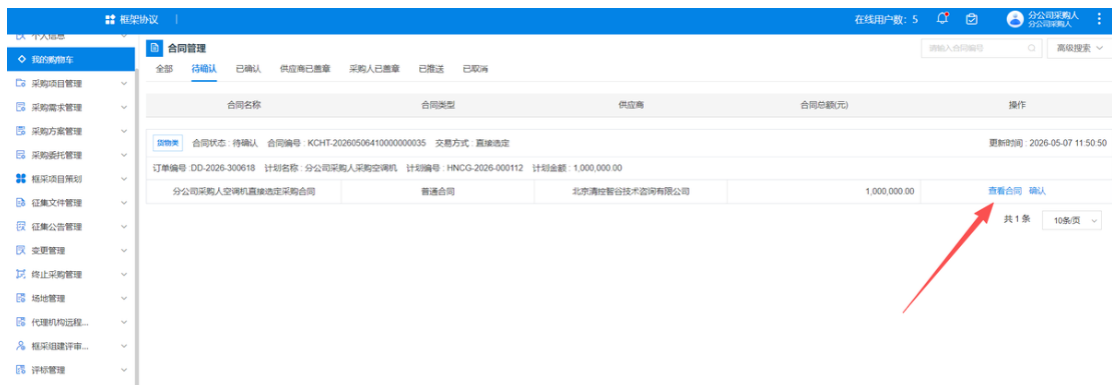 框架协议
在线用户数：5
分公司采购人
分公司采购人
个人信息
我的购物车
采购项目管理
采购需求管理
采购方案管理
采购委托管理
框采项目策划
征集文件管理
征集公告管理
变更管理
终止采购管理
场地管理
代理机构远程...
框采组建评审...
评标管理
合同管理
请输入合同编号
高级搜索
全部 待确认 已确认 供应商已盖章 采购人已盖章 已推送 已取消
合同名称 合同类型 供应商 合同总额(元) 操作
货物类 合同状态：待确认 合同编号：KCHT-20260506410000000035 交易方式：直接选定 更新时间：2026-05-07 11:50:50
订单编号:DD-2026-300618 计划名称：分公司采购人采购空调机 计划编号：HNCG-2026-000112 计划金额：1,000,000.00
分公司采购人空调机直接选定采购合同 普通合同 北京清控智谷技术咨询有限公司 1,000,000.00 查看合同 确认
共 1 条 10条/页